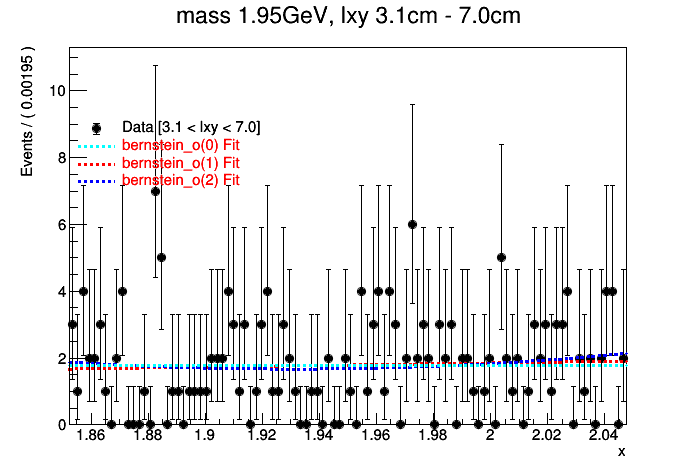 mass 1.95GeV, lxy 3.1cm - 7.0cm
Events / ( 0.00195 )
10
8
6
4
2
0
Data [3.1 < lxy < 7.0]
bernstein_o(0) Fit
bernstein_o(1) Fit
bernstein_o(2) Fit
1.86 1.88 1.9 1.92 1.94 1.96 1.98 2 2.02 2.04
x